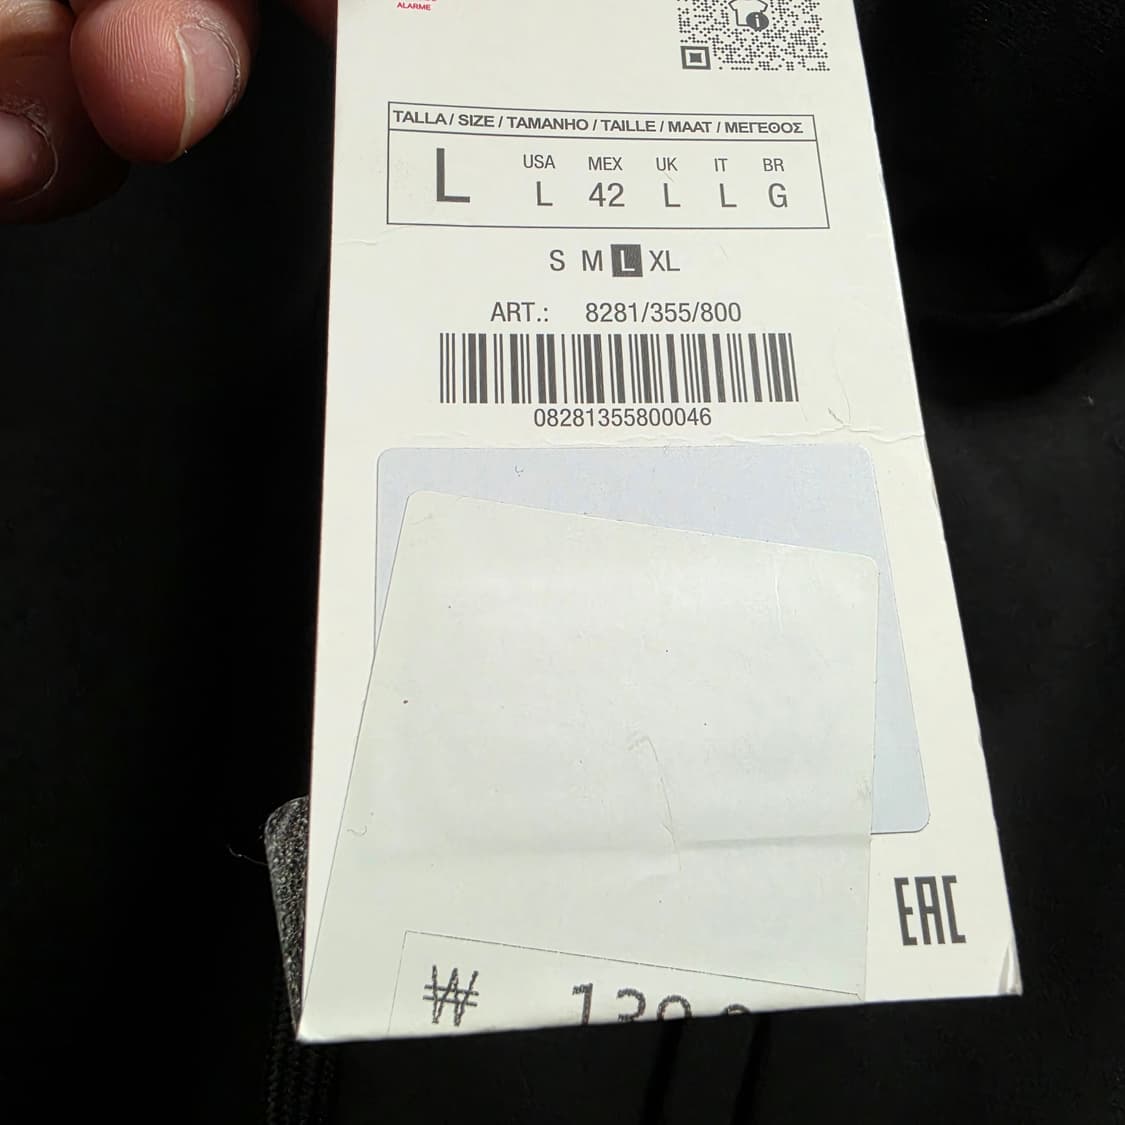 ALARME
TALLA / SIZE / TAMANHO / TAILLE / MAAT / ΜΕΓΕΘΟΣ
L
USA MEX UK IT BR
L 42 L L G
S M L XL
ART.: 8281/355/800
08281355800046
EAC
₩